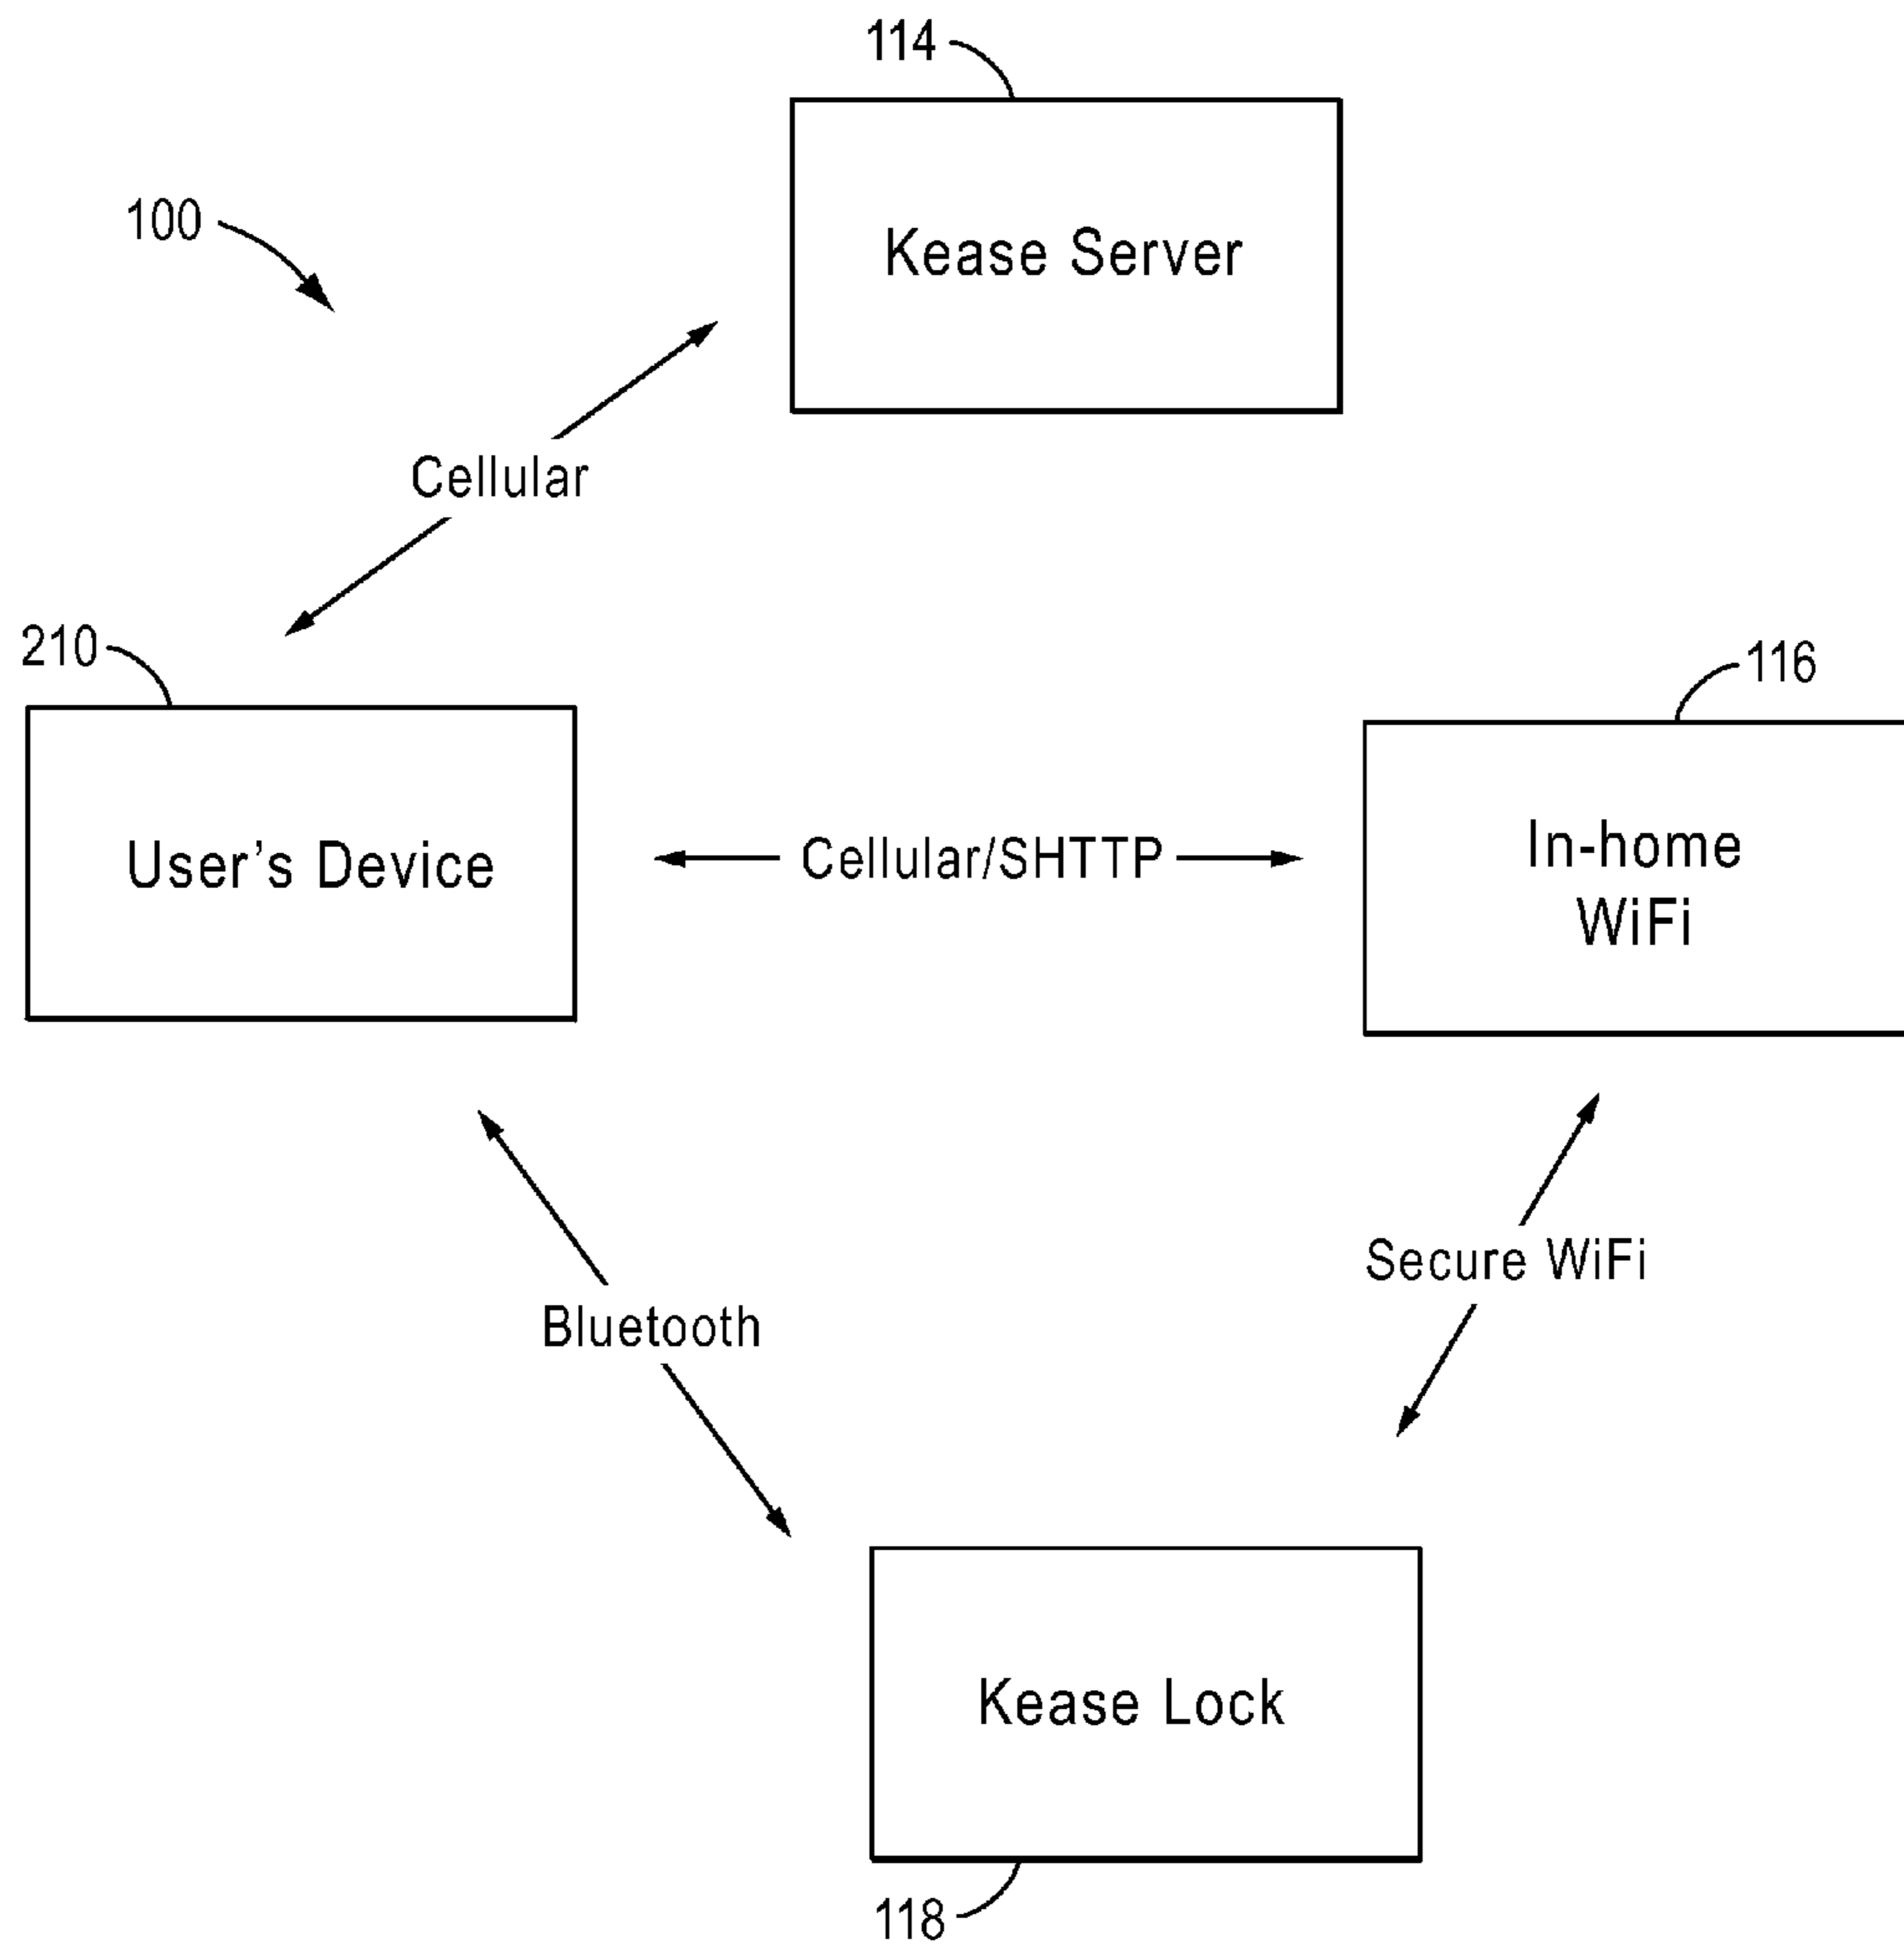 114
100
Kease Server
Cellular
210
116
User's Device
Cellular/SHTTP
In-home
WiFi
Secure WiFi
Bluetooth
Kease Lock
118